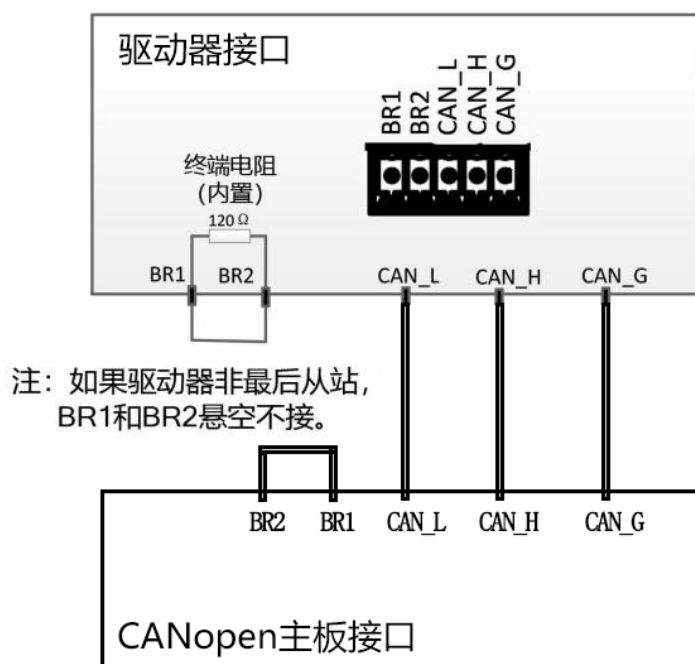 驱动器接口
BR1
BR2
CAN_L
CAN_H
CAN_G
终端电阻
(内置)
120Ω
BR1 BR2 CAN_L CAN_H CAN_G
注：如果驱动器非最后从站，
BR1和BR2悬空不接。
BR2 BR1 CAN_L CAN_H CAN_G
CANopen主板接口